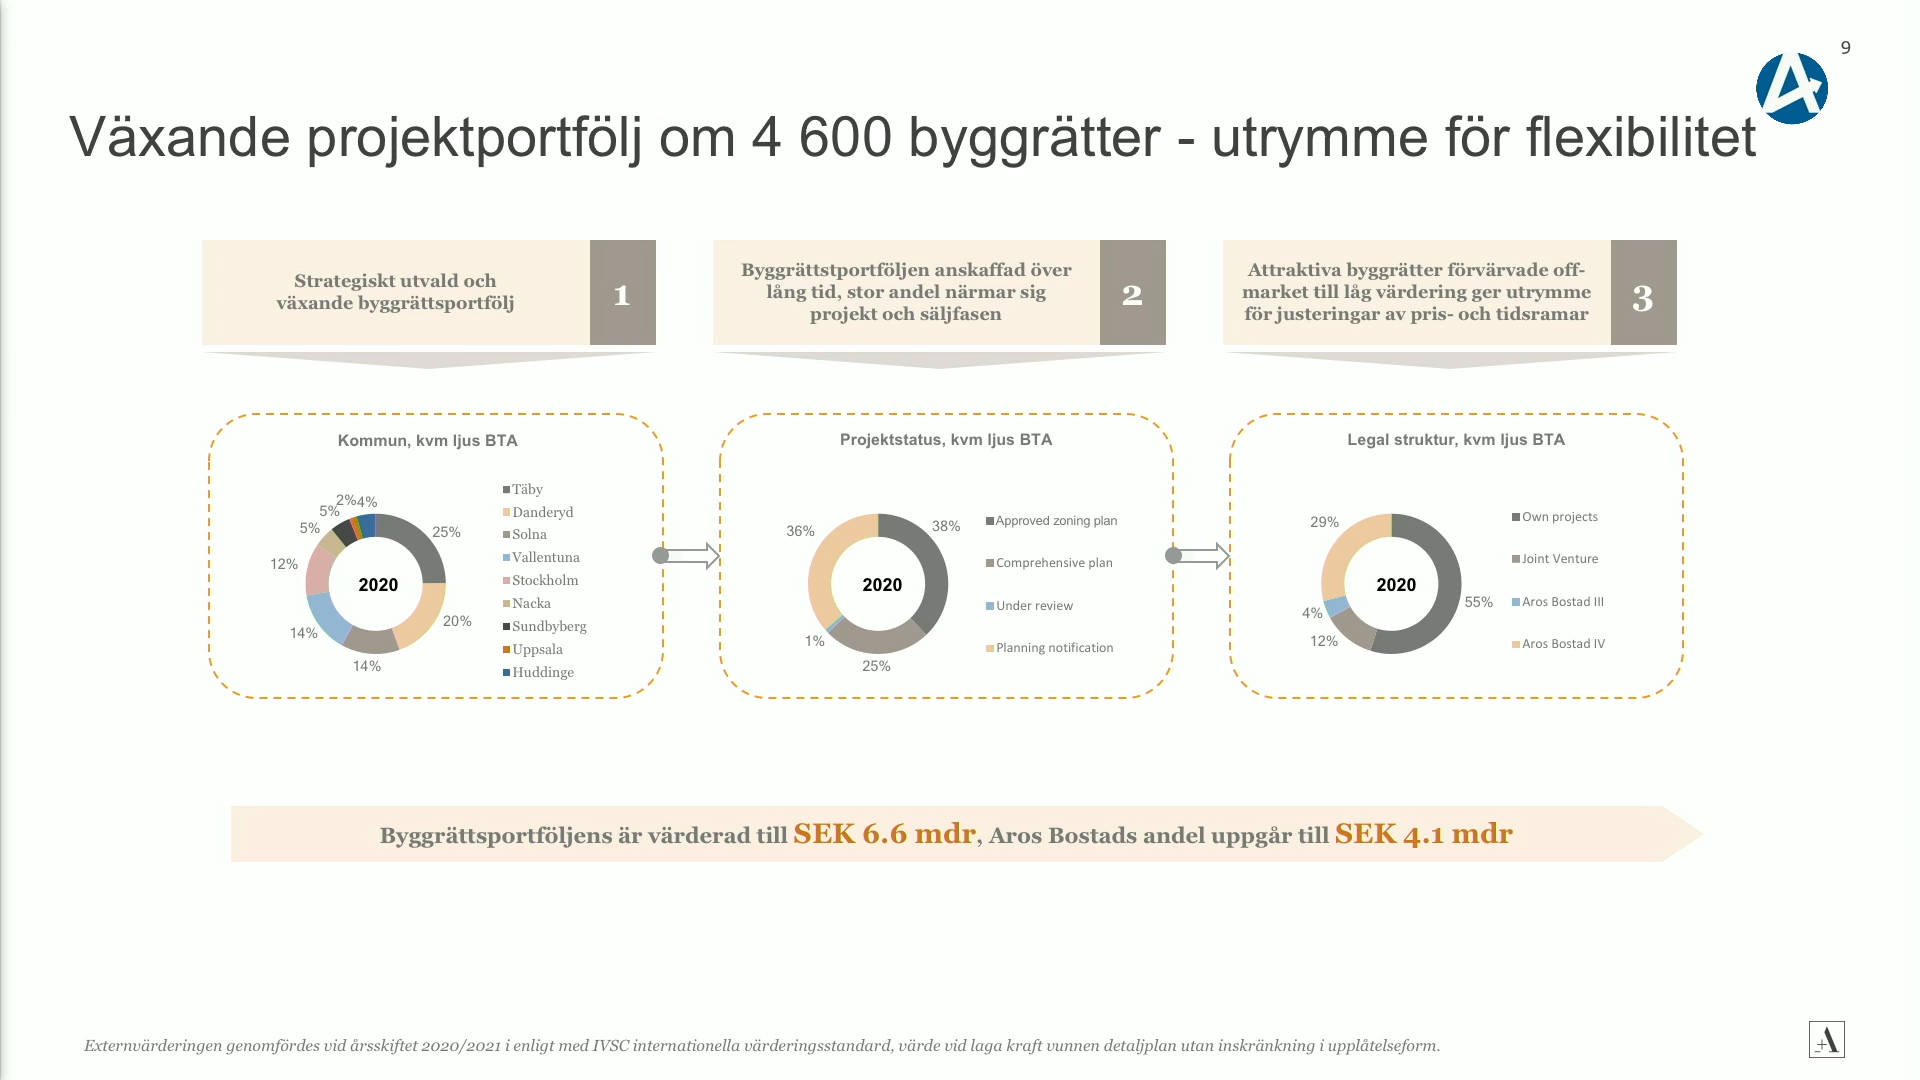 9
Växande projektportfölj om 4 600 byggrätter - utrymme för flexibilitet
Strategiskt utvald och
växande byggrättsportfölj
1
Byggrättstportföljen anskaffad över
lång tid, stor andel närmar sig
projekt och säljfasen
2
Attraktiva byggrätter förvärvade off-
market till låg värdering ger utrymme
för justeringar av pris- och tidsramar
3
Kommun, kvm ljus BTA
25%
20%
14%
14%
12%
5%
5%
2%
4%
2020
Täby
Danderyd
Solna
Vallentuna
Stockholm
Nacka
Sundbyberg
Uppsala
Huddinge
Projektstatus, kvm ljus BTA
38%
25%
1%
36%
2020
Approved zoning plan
Comprehensive plan
Under review
Planning notification
Legal struktur, kvm ljus BTA
55%
12%
4%
29%
2020
Own projects
Joint Venture
Aros Bostad III
Aros Bostad IV
Byggrättsportföljens är värderad till SEK 6.6 mdr, Aros Bostads andel uppgår till SEK 4.1 mdr
Externvärderingen genomfördes vid årsskiftet 2020/2021 i enligt med IVSC internationella värderingsstandard, värde vid laga kraft vunnen detaljplan utan inskränkning i upplåtelseform.